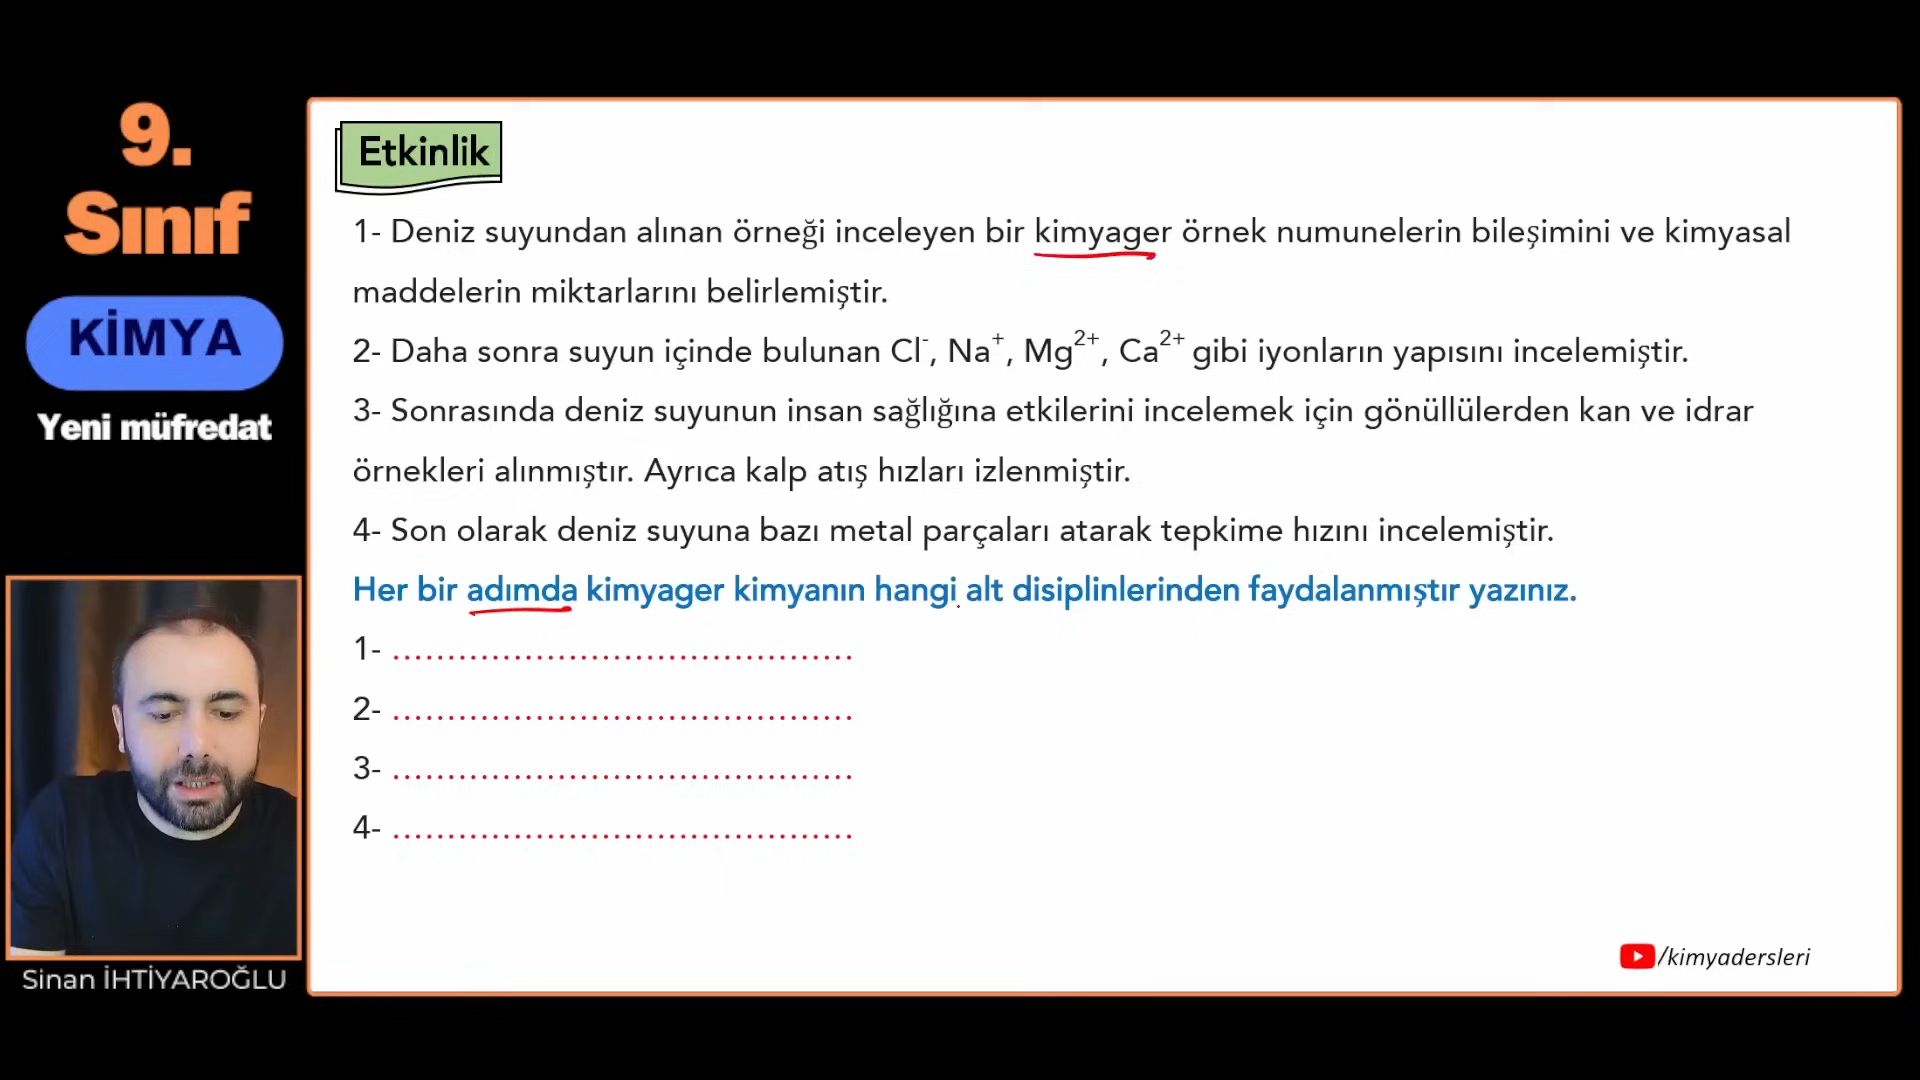 9.
Sınıf
KİMYA
Yeni müfredat
Sinan İHTİYAROĞLU
Etkinlik
1- Deniz suyundan alınan örneği inceleyen bir kimyager örnek numunelerin bileşimini ve kimyasal
maddelerin miktarlarını belirlemiştir.
2- Daha sonra suyun içinde bulunan Cl⁻, Na⁺, Mg²⁺, Ca²⁺ gibi iyonların yapısını incelemiştir.
3- Sonrasında deniz suyunun insan sağlığına etkilerini incelemek için gönüllülerden kan ve idrar
örnekleri alınmıştır. Ayrıca kalp atış hızları izlenmiştir.
4- Son olarak deniz suyuna bazı metal parçaları atarak tepkime hızını incelemiştir.
Her bir adımda kimyager kimyanın hangi alt disiplinlerinden faydalanmıştır yazınız.
1- ..........................................
2- ..........................................
3- ..........................................
4- ..........................................
/kimyadersleri